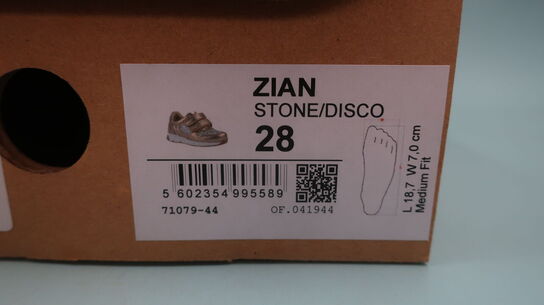 ZIAN
STONE/DISCO
28
5 602354 995589
71079-44
OF.041944
L 18,7 W 7,0 cm
Medium Fit